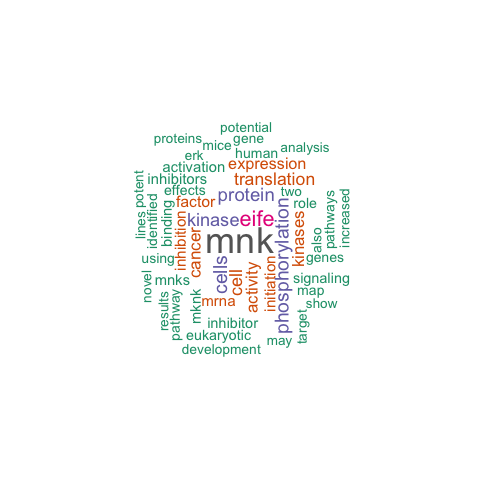 potential
proteins
gene
mice
analysis
erk
human
activation
expression
inhibitors
translation
effects
protein
two
factor
role
potent
lines
identified
binding
inhibition
kinase
eife
mnk
phosphorylation
kinases
also
pathways
increased
using
cancer
cells
cell
activity
initiation
genes
novel
mnks
signaling
results
pathway
mknk
mrna
map
show
inhibitor
target
eukaryotic
may
development